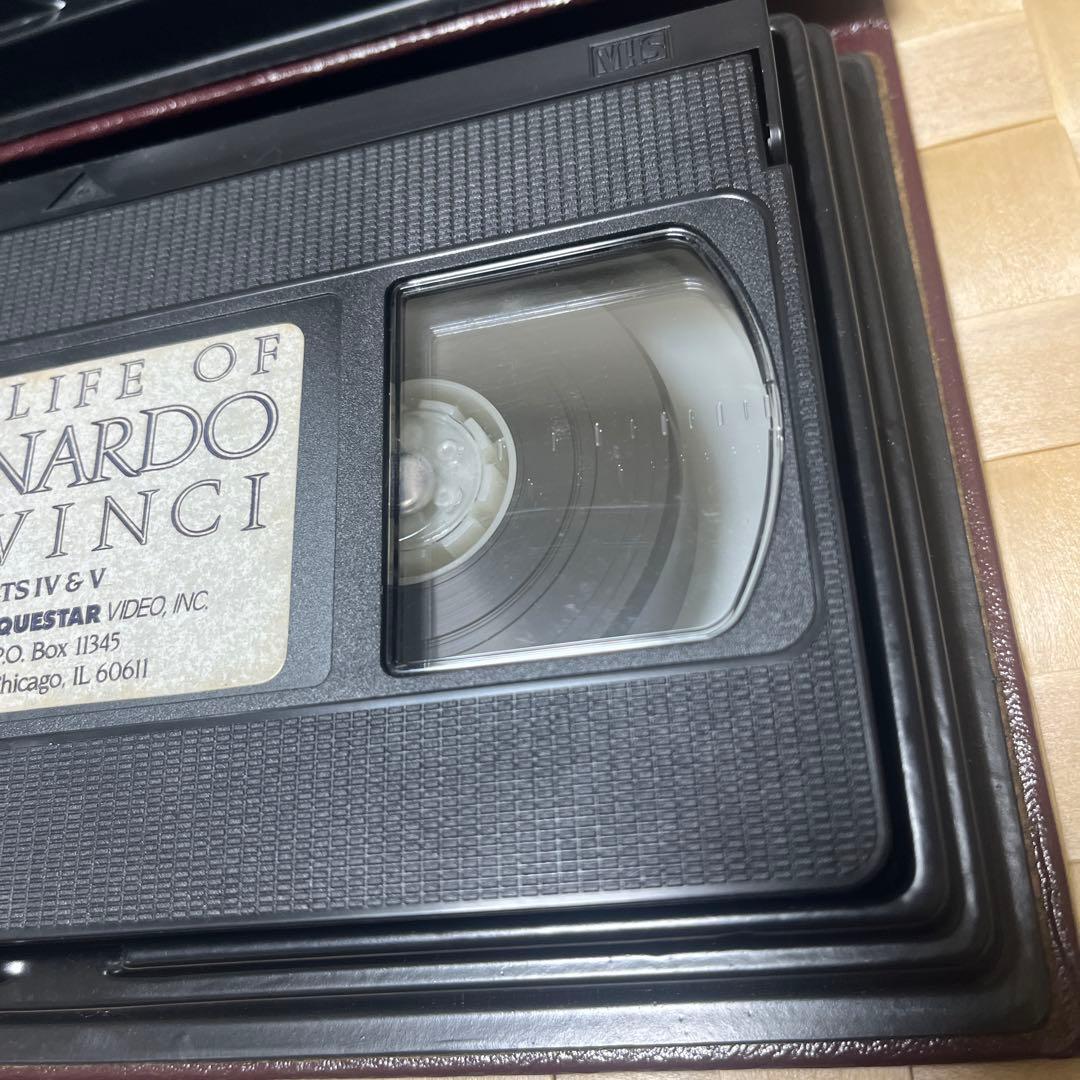 VHS
LIFE OF
NARDO
VINCI
TS IV & V
QUESTAR VIDEO, INC.
P.O. Box 11345
Chicago, IL 60611